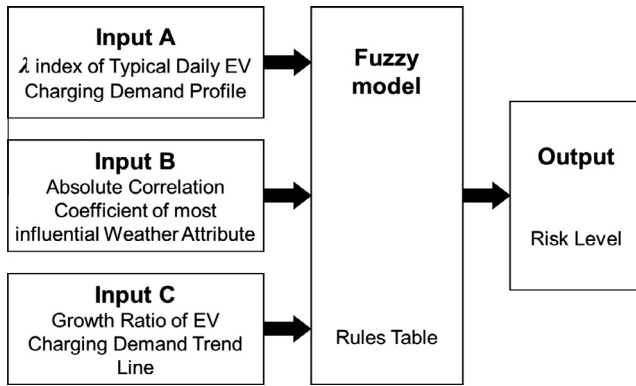 Input A
λ index of Typical Daily EV
Charging Demand Profile
Input B
Absolute Correlation
Coefficient of most
influential Weather Attribute
Input C
Growth Ratio of EV
Charging Demand Trend
Line
Fuzzy
model
Rules Table
Output
Risk Level